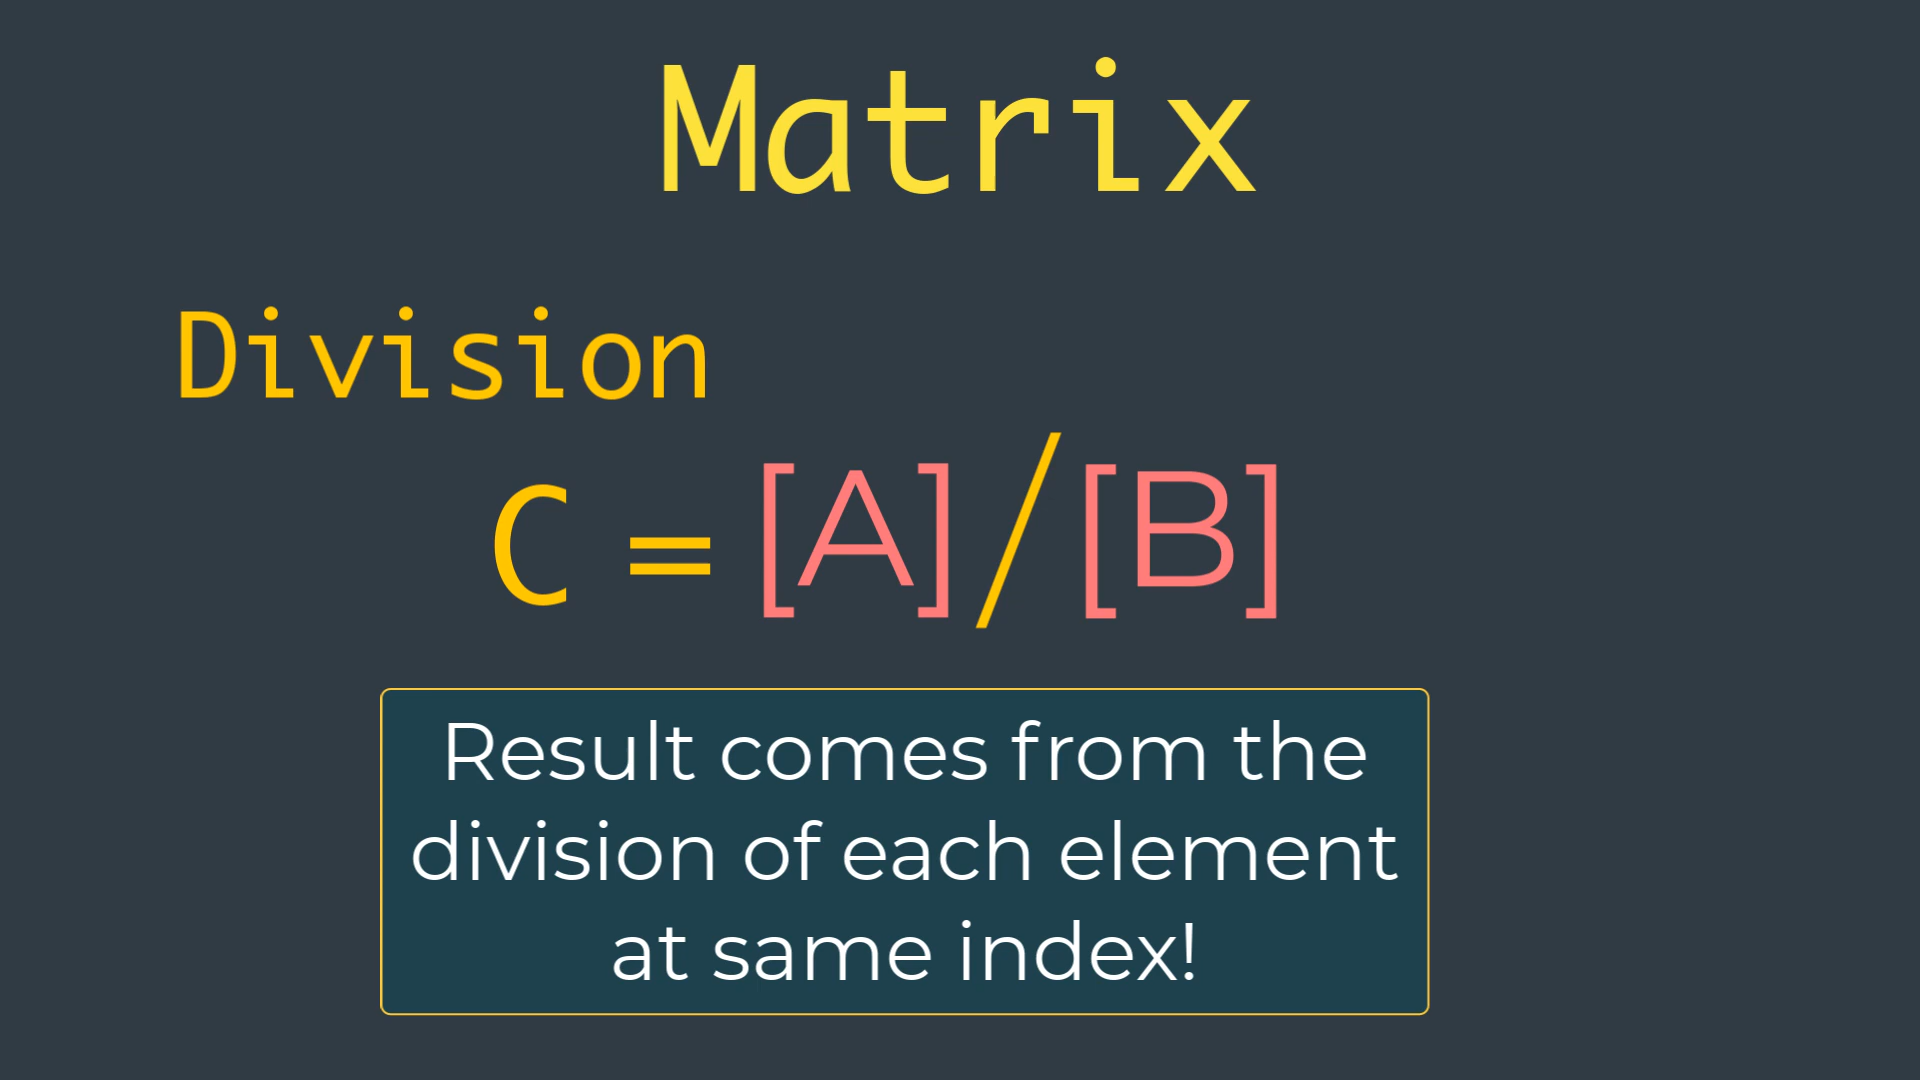 Matrix
Division
C = [A]/[B]
Result comes from the
division of each element
at same index!